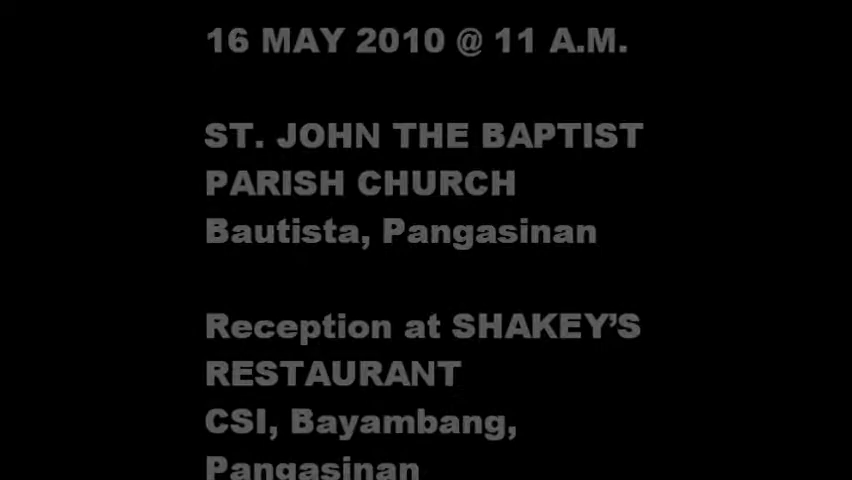 16 MAY 2010 @ 11 A.M.
ST. JOHN THE BAPTIST
PARISH CHURCH
Bautista, Pangasinan
Reception at SHAKEY’S
RESTAURANT
CSI, Bayambang,
Pangasinan